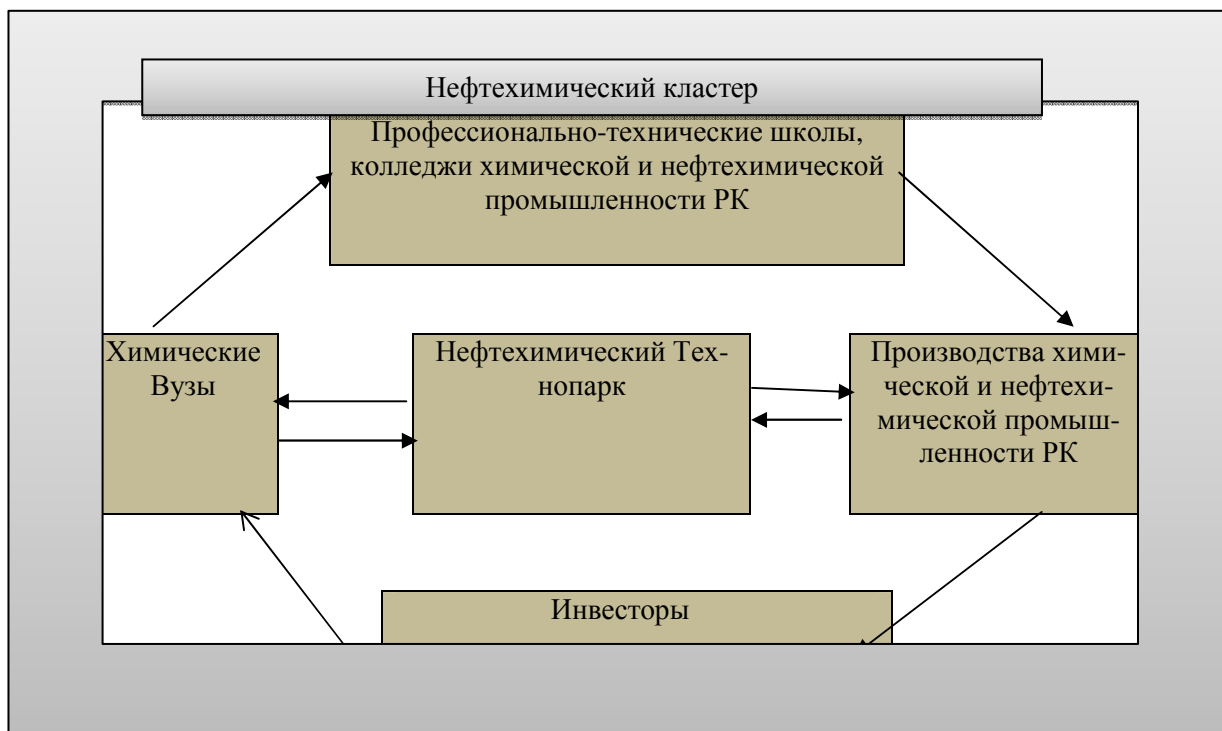 Нефтехимический кластер
Профессионально-технические школы,
колледжи химической и нефтехимической
промышленности РК
Химические
Вузы
Нефтехимический Тех-
нопарк
Производства хими-
ческой и нефтехи-
мической промыш-
ленности РК
Инвесторы